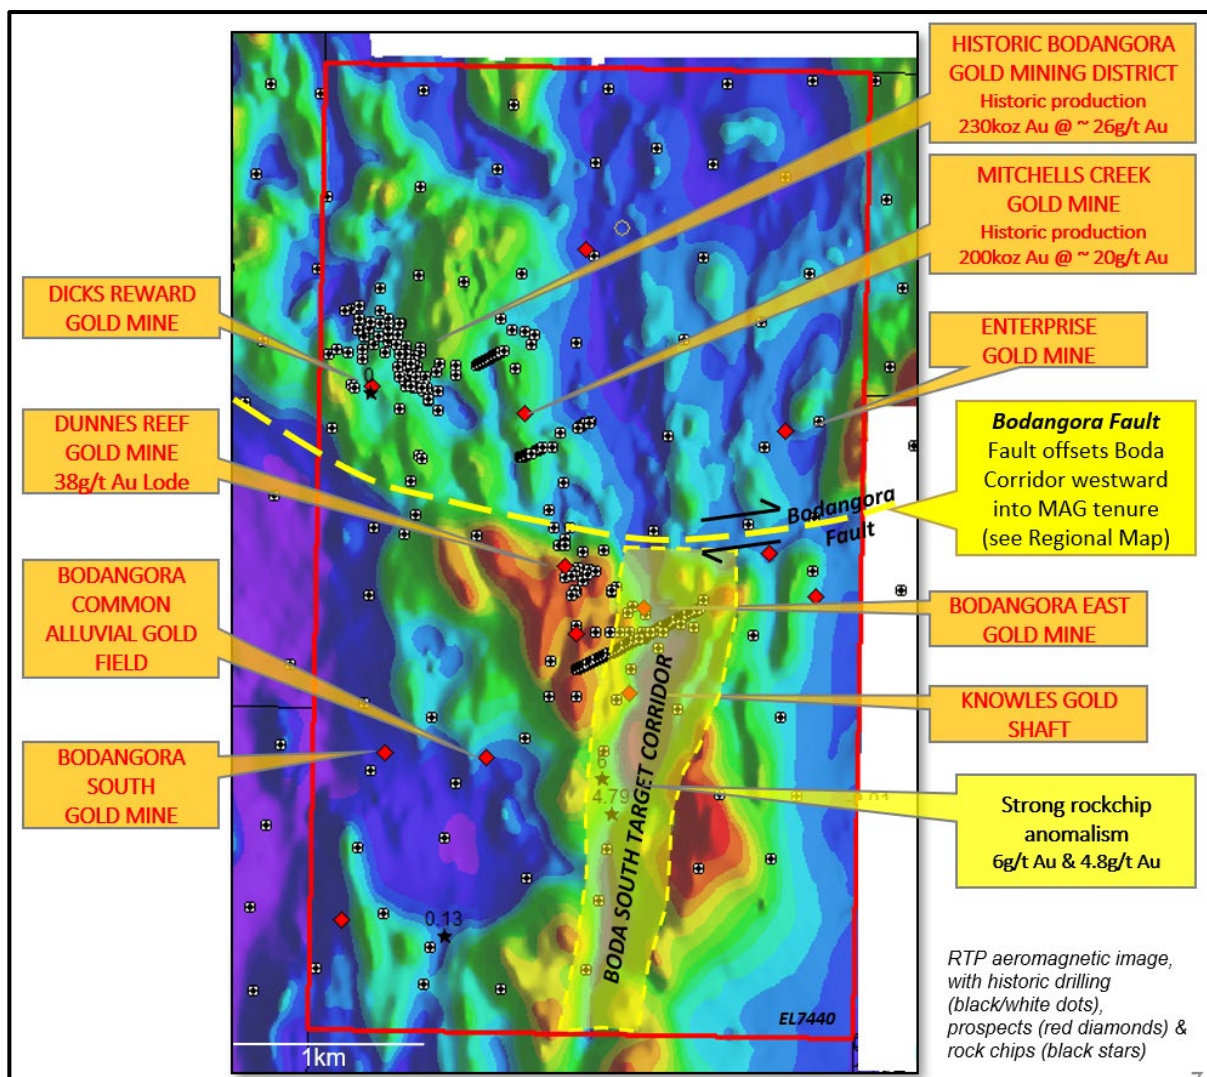 HISTORIC BODANGORA
GOLD MINING DISTRICT
Historic production
230koz Au @ ~ 26g/t Au
MITCHELLS CREEK
GOLD MINE
Historic production
200koz Au @ ~ 20g/t Au
DICKS REWARD
GOLD MINE
ENTERPRISE
GOLD MINE
0
DUNNES REEF
GOLD MINE
38g/t Au Lode
Bodangora Fault
Fault offsets Boda
Corridor westward
into MAG tenure
(see Regional Map)
Bodangora
Fault
BODANGORA
COMMON
ALLUVIAL GOLD
FIELD
BODANGORA EAST
GOLD MINE
KNOWLES GOLD
SHAFT
BODANGORA
SOUTH
GOLD MINE
BODA SOUTH TARGET CORRIDOR
6
4.79
Strong rockchip
anomalism
6g/t Au & 4.8g/t Au
0.13
RTP aeromagnetic image,
with historic drilling
(black/white dots),
prospects (red diamonds) &
rock chips (black stars)
EL7440
1km